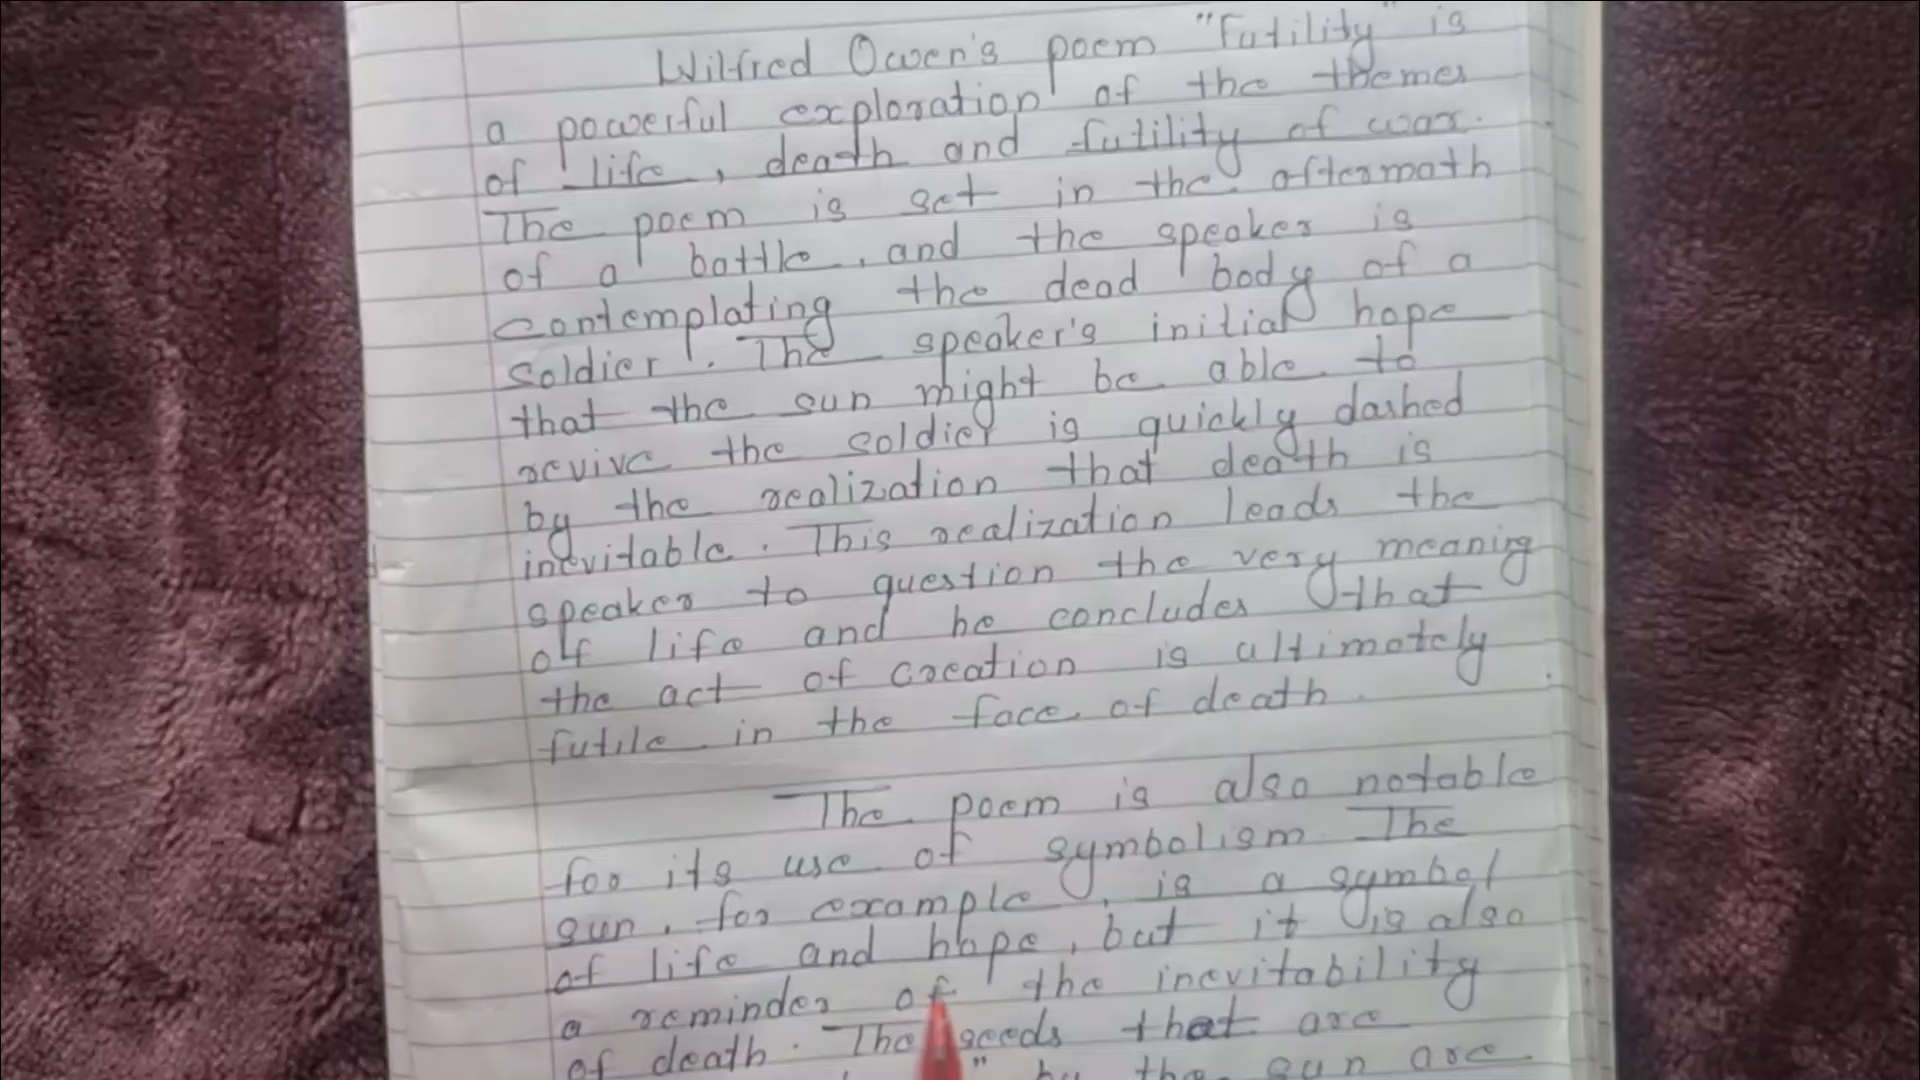 Wilfred Owen's poem "Futility" is
a powerful exploration of the themes
of life, death and futility of war.
The poem is set in the aftermath
of a battle, and the speaker is
contemplating the dead body of a
soldier. The speaker's initial hope
that the sun might be able to
revive the soldier is quickly dashed
by the realization that death is
inevitable. This realization leads the
speaker to question the very meaning
of life and he concludes that
the act of creation is ultimately
futile in the face of death.
The poem is also notable
for its use of symbolism. The
sun, for example, is a symbol
of life and hope, but it is also
a reminder of the inevitability
of death. The seeds that are
" by the sun are